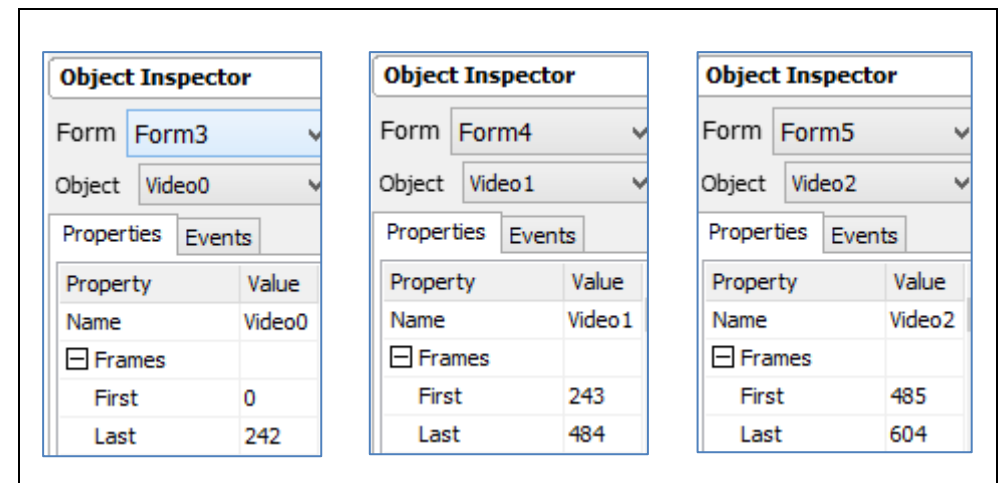 Object Inspector
Form Form3
Object Video0
Properties Events
Property Value
Name Video0
Frames
First 0
Last 242
Object Inspector
Form Form4
Object Video1
Properties Events
Property Value
Name Video1
Frames
First 243
Last 484
Object Inspector
Form Form5
Object Video2
Properties Events
Property Value
Name Video2
Frames
First 485
Last 604